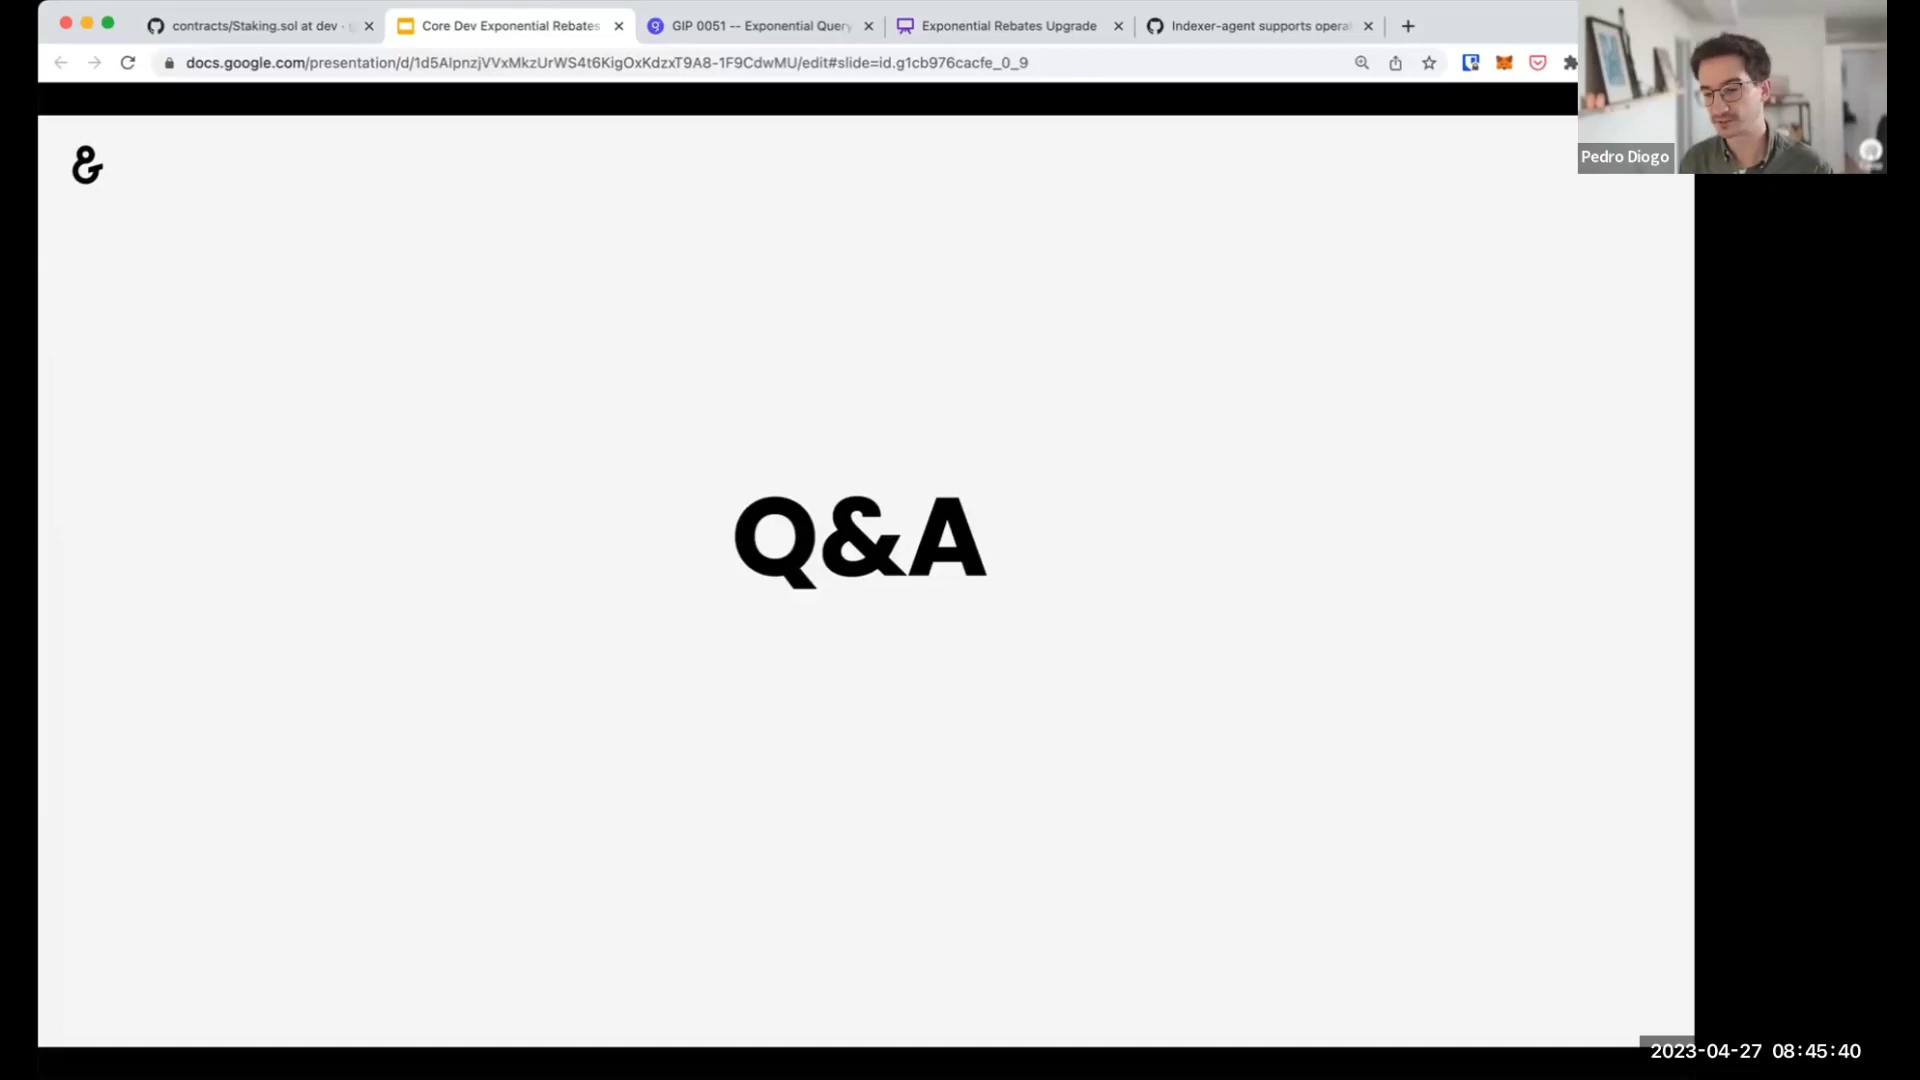 contracts/Staking.sol at dev ·
Core Dev Exponential Rebates
GIP 0051 -- Exponential Query
Exponential Rebates Upgrade
Indexer-agent supports opera
docs.google.com/presentation/d/1d5AlpnzjVVxMkzUrWS4t6KigOxKdzxT9A8-1F9CdwMU/edit#slide=id.g1cb976cacfe_0_9
Pedro Diogo
&
Q&A
2023-04-27 08:45:40